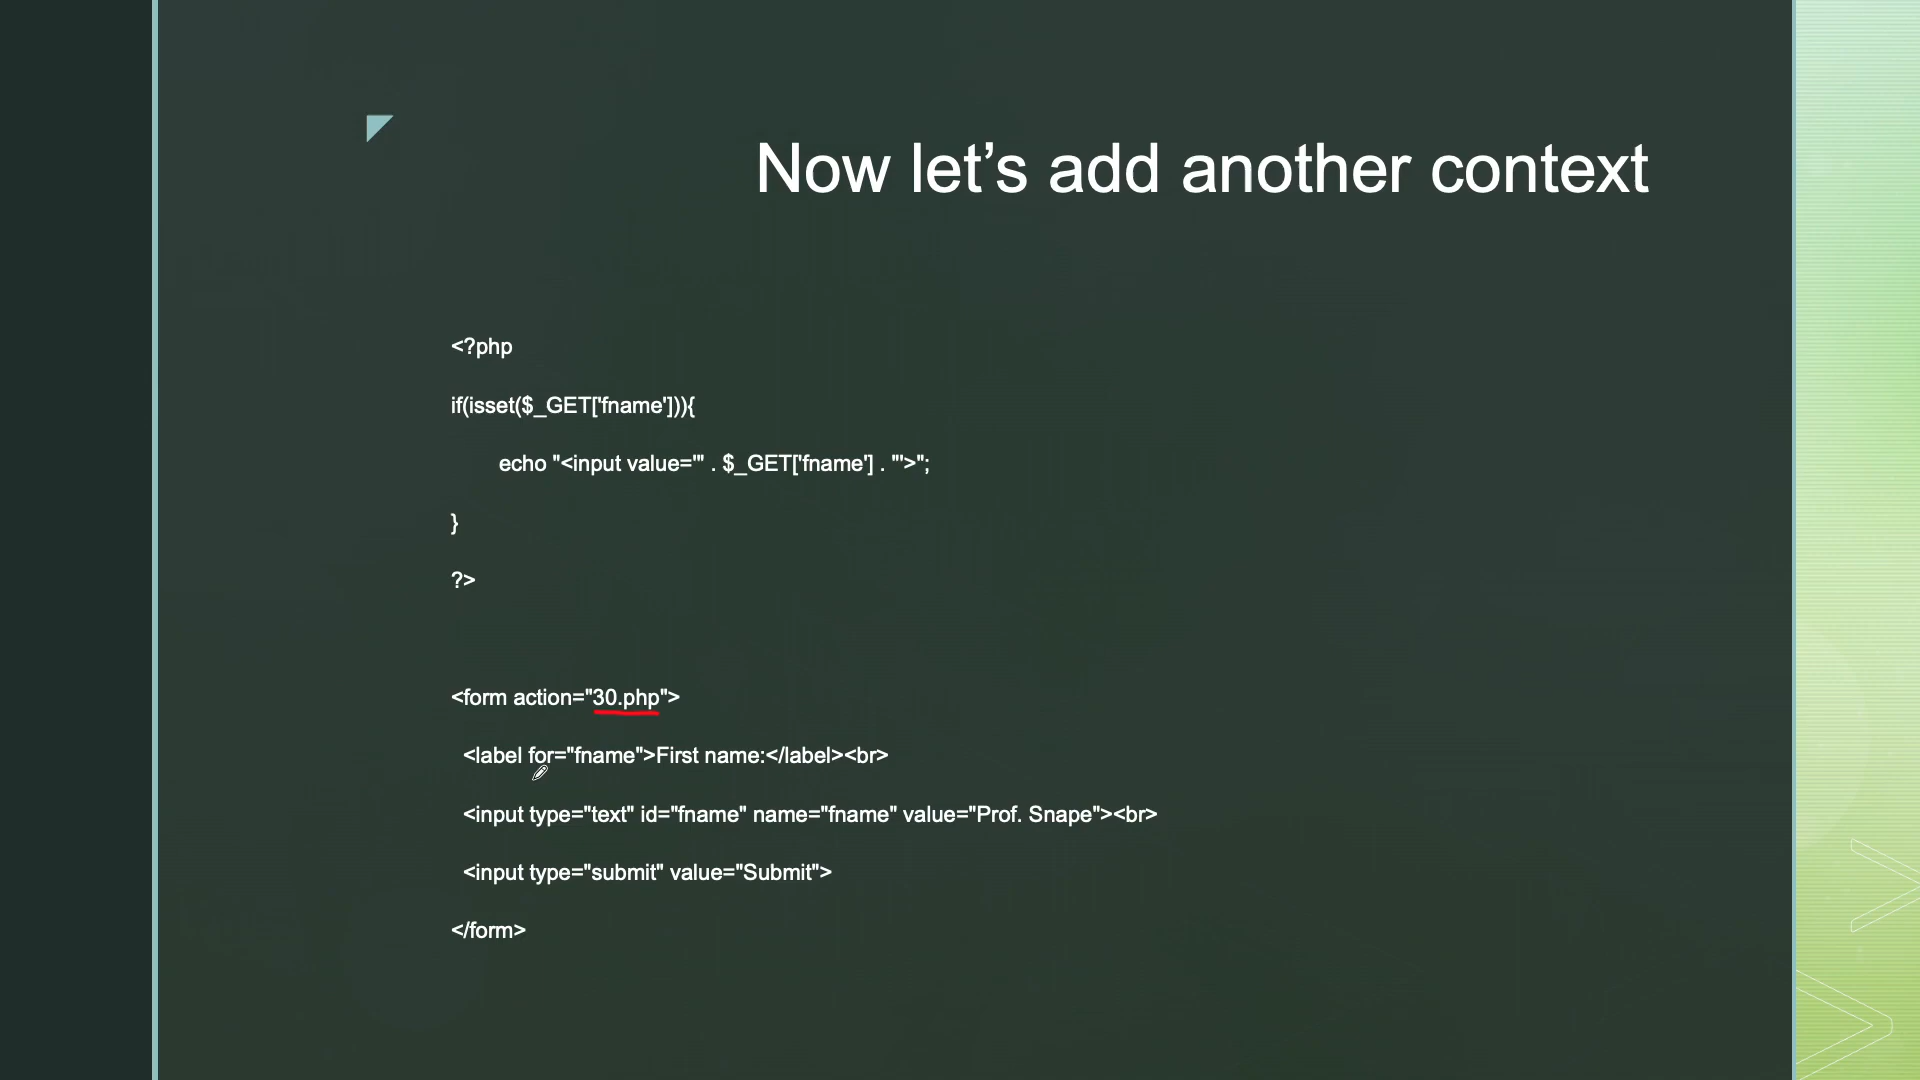 Now let’s add another context
<?php
if(isset($_GET['fname'])){
echo "<input value='" . $_GET['fname'] . "'>";
}
?>
<form action="30.php">
<label for="fname">First name:</label><br>
<input type="text" id="fname" name="fname" value="Prof. Snape"><br>
<input type="submit" value="Submit">
</form>